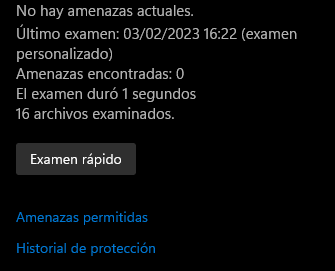 No hay amenazas actuales.
Último examen: 03/02/2023 16:22 (examen
personalizado)
Amenazas encontradas: 0
El examen duró 1 segundos
16 archivos examinados.
Examen rápido
Amenazas permitidas
Historial de protección